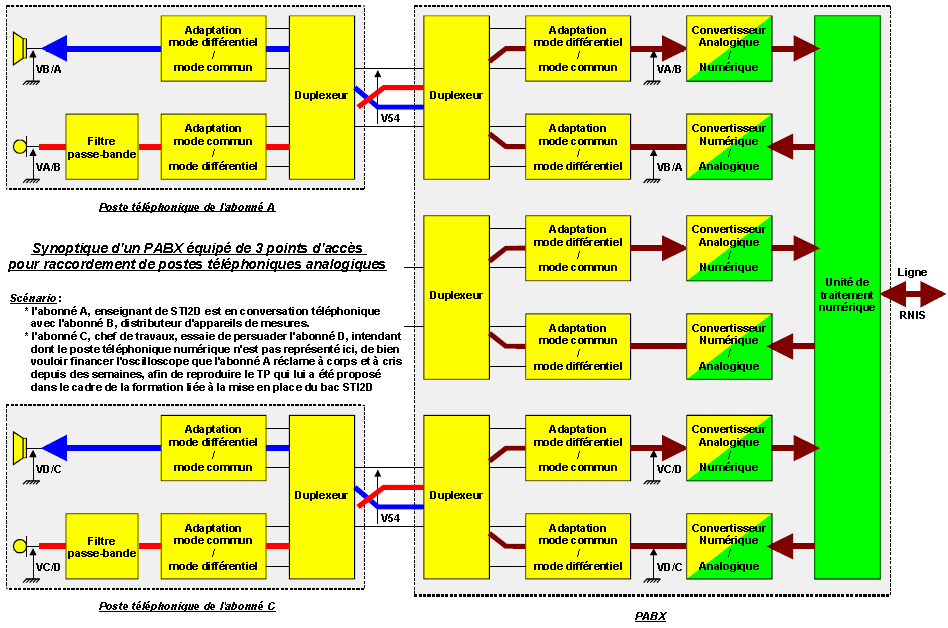 Adaptation
mode différentiel
/
mode commun
VB/A
Duplexeur
Filtre
passe-bande
Adaptation
mode commun
/
mode différentiel
VA/B
Poste téléphonique de l'abonné A
V54
Duplexeur
Adaptation
mode différentiel
/
mode commun
VA/B
Convertisseur
Analogique
/
Numérique
Adaptation
mode commun
/
mode différentiel
VB/A
Convertisseur
Numérique
/
Analogique
Synoptique d'un PABX équipé de 3 points d'accès
pour raccordement de postes téléphoniques analogiques
Scénario :
* l'abonné A, enseignant de STI2D est en conversation téléphonique
avec l'abonné B, distributeur d'appareils de mesures.
* l'abonné C, chef de travaux, essaie de persuader l'abonné D, intendant
dont le poste téléphonique numérique n'est pas représenté ici, de bien
vouloir financer l'oscilloscope que l'abonné A réclame à corps et à cris
depuis des semaines, afin de reproduire le TP qui lui a été proposé
dans le cadre de la formation liée à la mise en place du bac STI2D
Duplexeur
Adaptation
mode différentiel
/
mode commun
Convertisseur
Analogique
/
Numérique
Adaptation
mode commun
/
mode différentiel
Convertisseur
Numérique
/
Analogique
Unité de
traitement
numérique
Ligne
RNIS
Adaptation
mode différentiel
/
mode commun
VD/C
Duplexeur
Filtre
passe-bande
Adaptation
mode commun
/
mode différentiel
VC/D
Poste téléphonique de l'abonné C
V54
Duplexeur
Adaptation
mode différentiel
/
mode commun
VC/D
Convertisseur
Analogique
/
Numérique
Adaptation
mode commun
/
mode différentiel
VD/C
Convertisseur
Numérique
/
Analogique
PABX